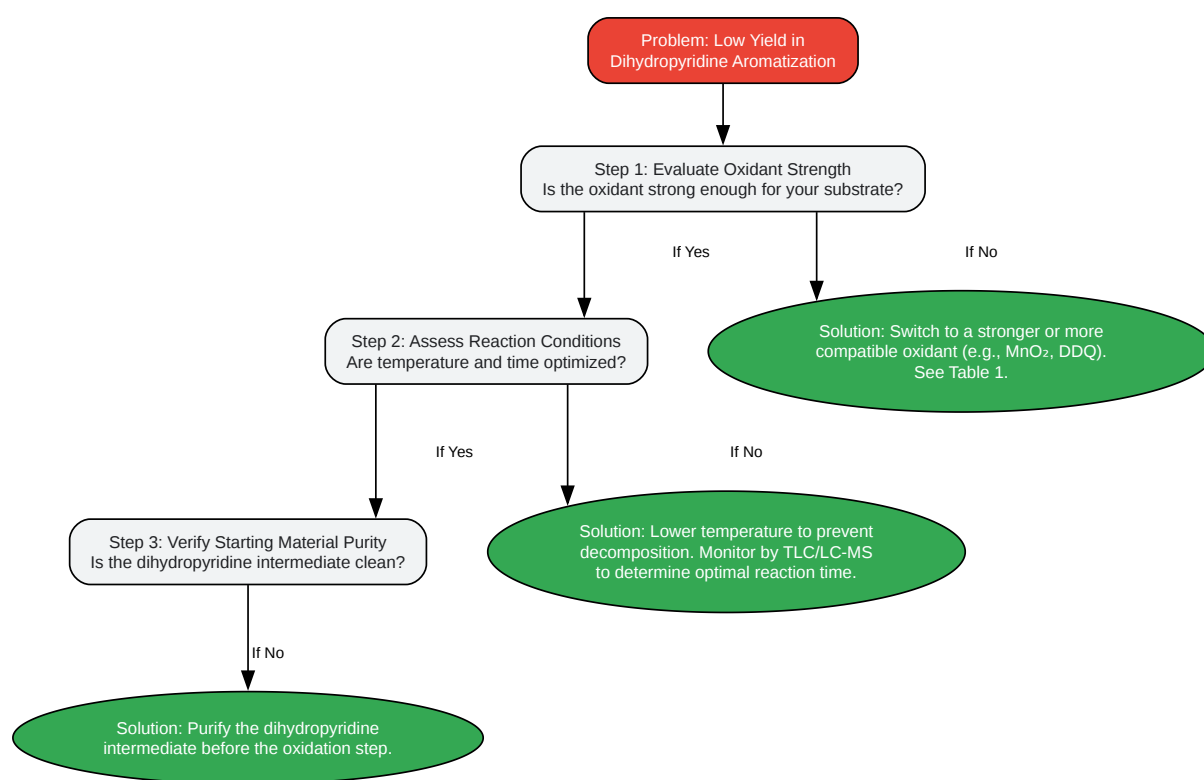 Problem: Low Yield in
Dihydropyridine Aromatization
Step 1: Evaluate Oxidant Strength
Is the oxidant strong enough for your substrate?
If Yes
If No
Solution: Switch to a stronger or more
compatible oxidant (e.g., MnO₂, DDQ).
See Table 1.
Step 2: Assess Reaction Conditions
Are temperature and time optimized?
If Yes
If No
Solution: Lower temperature to prevent
decomposition. Monitor by TLC/LC-MS
to determine optimal reaction time.
Step 3: Verify Starting Material Purity
Is the dihydropyridine intermediate clean?
If No
Solution: Purify the dihydropyridine
intermediate before the oxidation step.